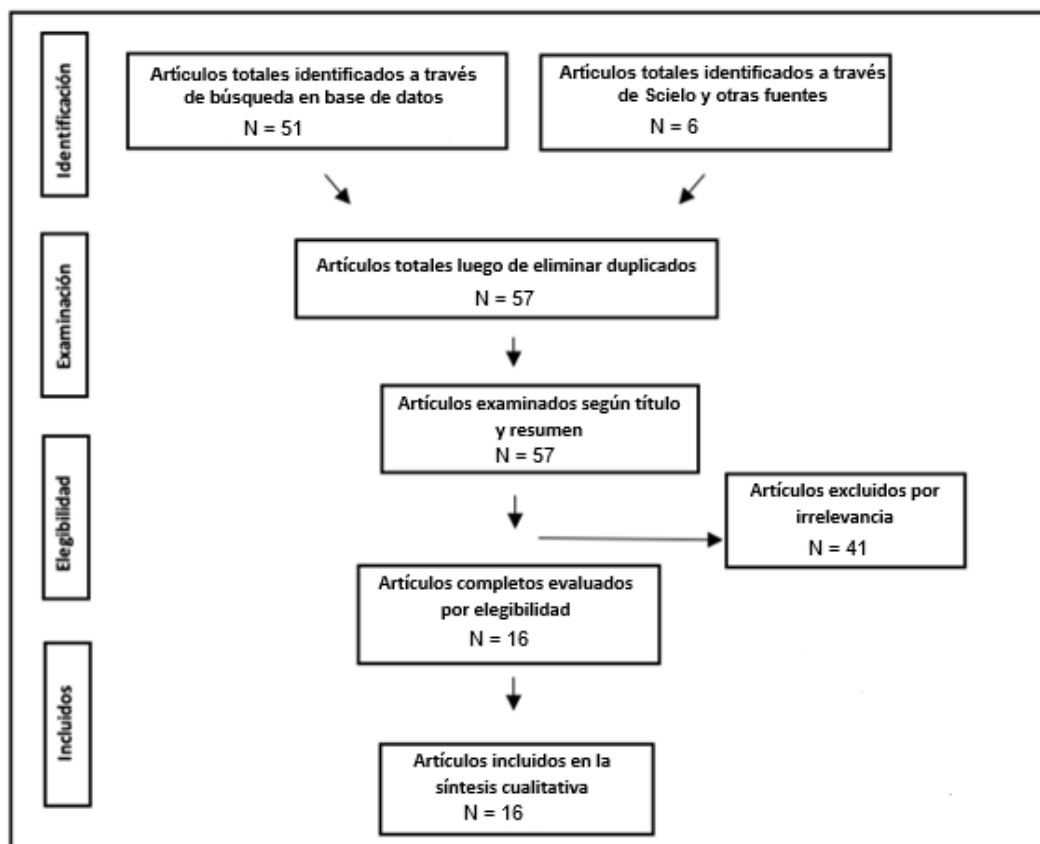 Identificación
Artículos totales identificados a través
de búsqueda en base de datos
N = 51
Artículos totales identificados a través
de Scielo y otras fuentes
N = 6
Examinación
Artículos totales luego de eliminar duplicados
N = 57
Artículos examinados según título
y resumen
N = 57
Elegibilidad
Artículos excluidos por
irrelevancia
N = 41
Artículos completos evaluados
por elegibilidad
N = 16
Incluidos
Artículos incluidos en la
síntesis cualitativa
N = 16